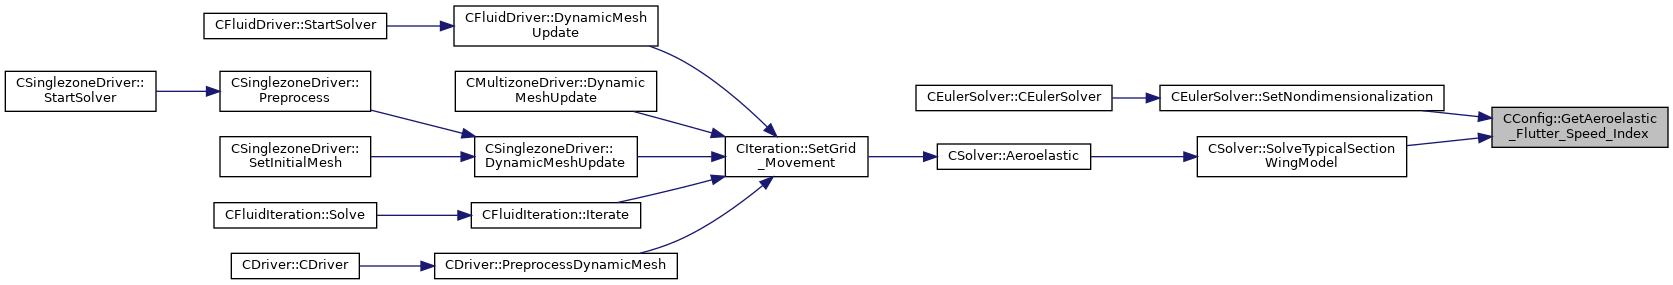 CFluidDriver::StartSolver
CFluidDriver::DynamicMesh
Update
CSinglezoneDriver::
StartSolver
CSinglezoneDriver::
Preprocess
CMultizoneDriver::Dynamic
MeshUpdate
CSinglezoneDriver::
SetInitialMesh
CSinglezoneDriver::
DynamicMeshUpdate
CFluidIteration::Solve
CFluidIteration::Iterate
CDriver::CDriver
CDriver::PreprocessDynamicMesh
CIteration::SetGrid
_Movement
CEulerSolver::CEulerSolver
CEulerSolver::SetNondimensionalization
CSolver::Aeroelastic
CSolver::SolveTypicalSection
WingModel
CConfig::GetAeroelastic
_Flutter_Speed_Index